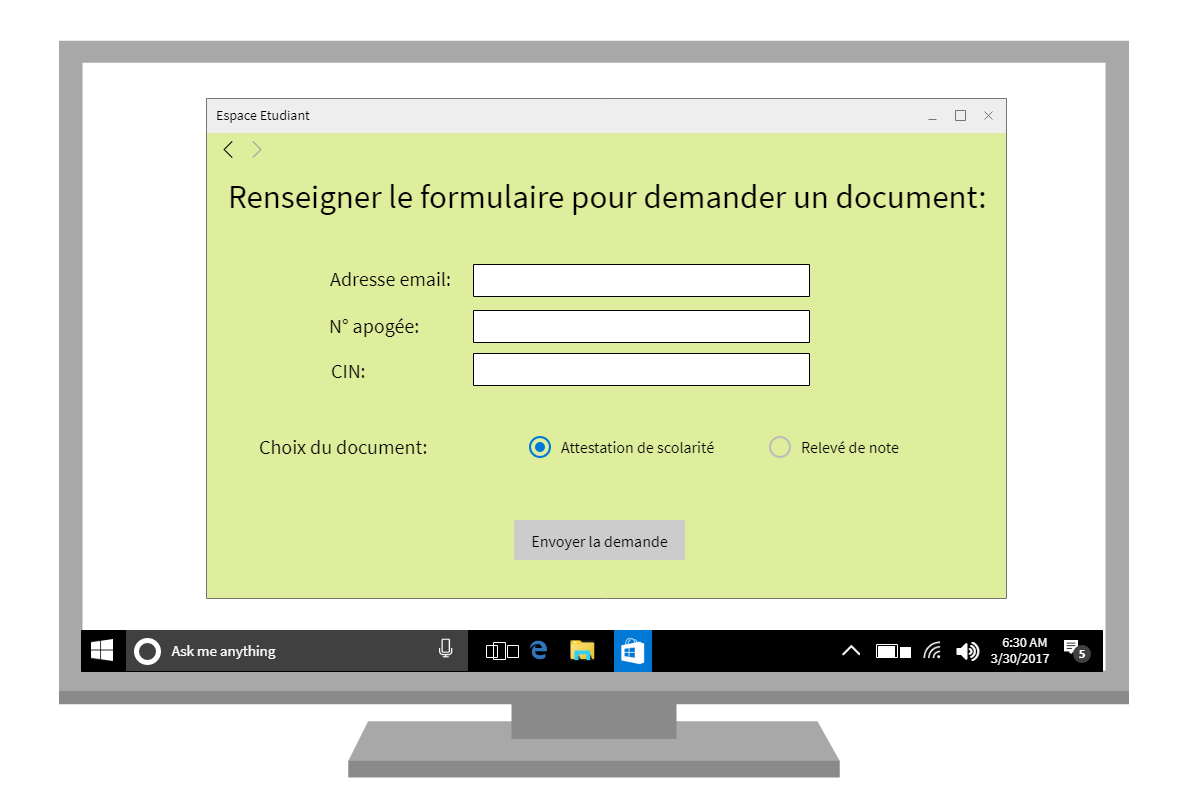 Espace Etudiant
Renseigner le formulaire pour demander un document:
Adresse email:
N° apogée:
CIN:
Choix du document:
Attestation de scolarité
Relevé de note
Envoyer la demande
Ask me anything
6:30 AM
3/30/2017
5